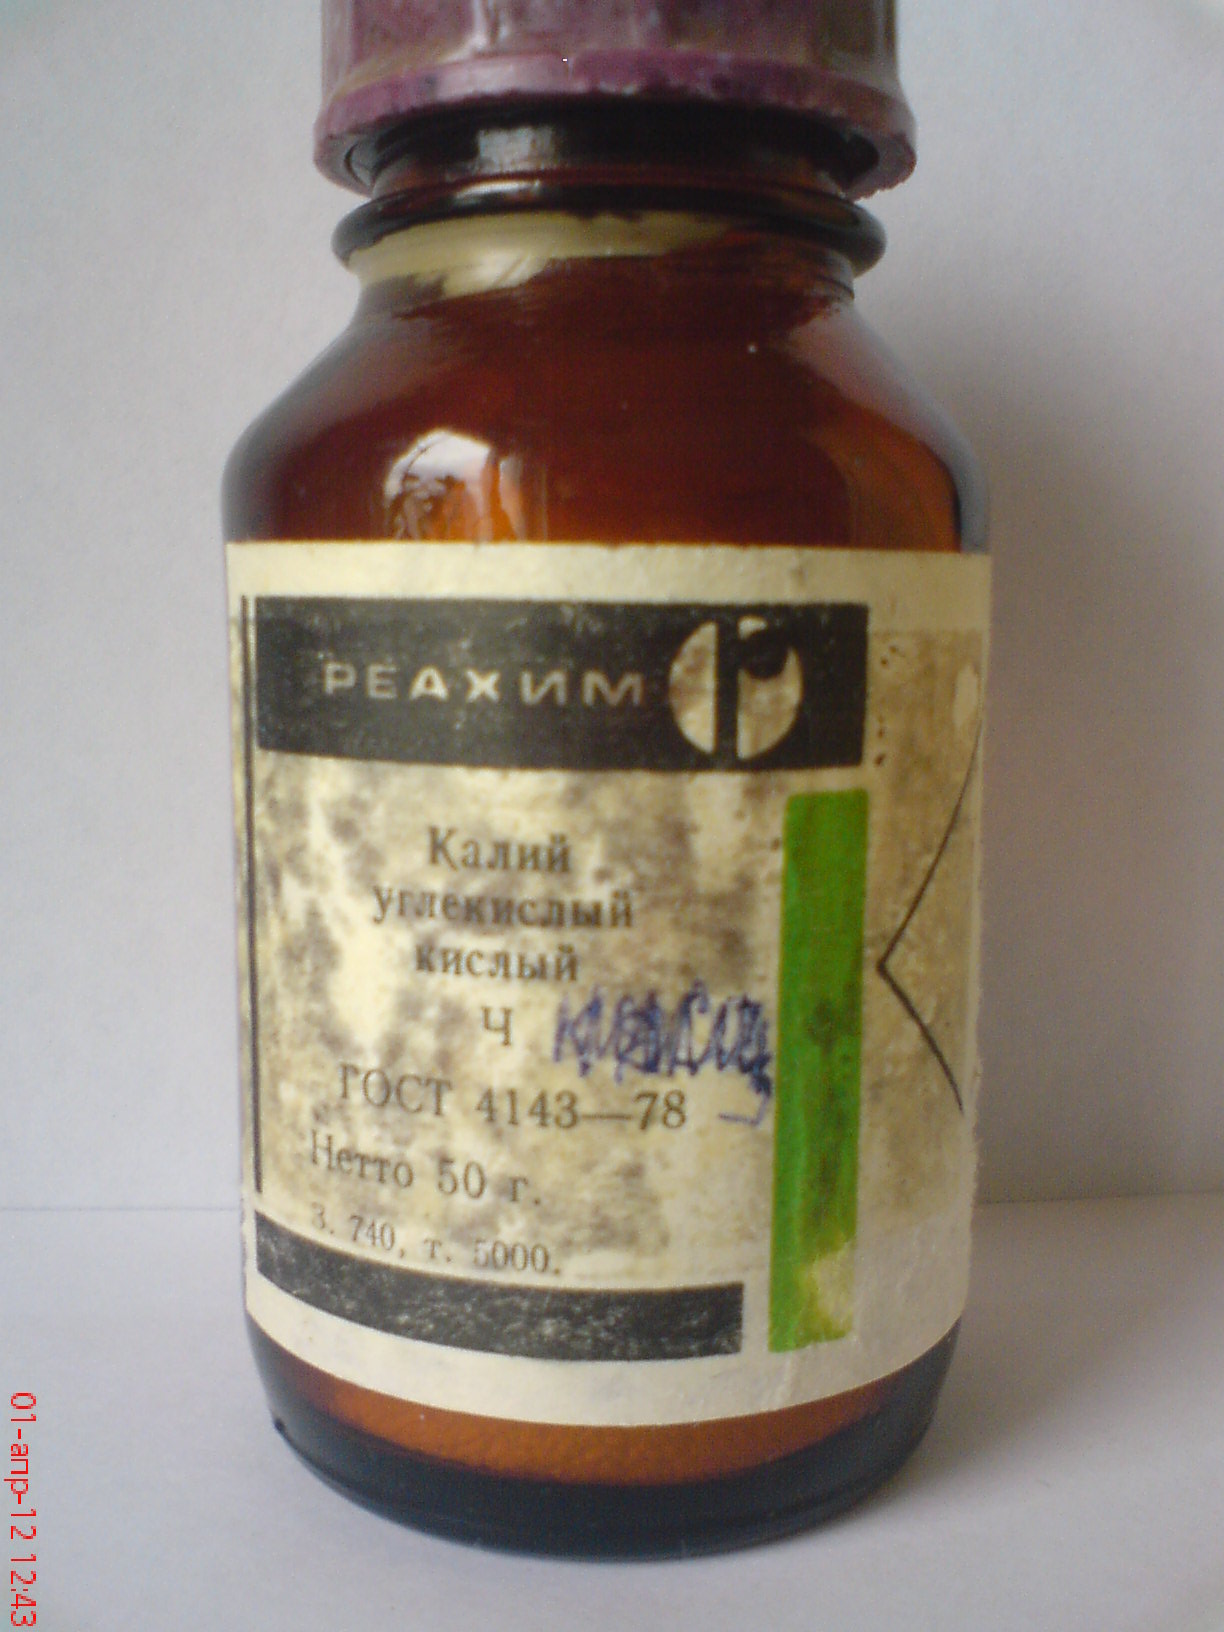 РЕАХИМ
Калий
углекислый
кислый
Ч
ГОСТ 4143—78
Нетто 50 г.
З. 740, т. 5000.
01-апр-12 12:43